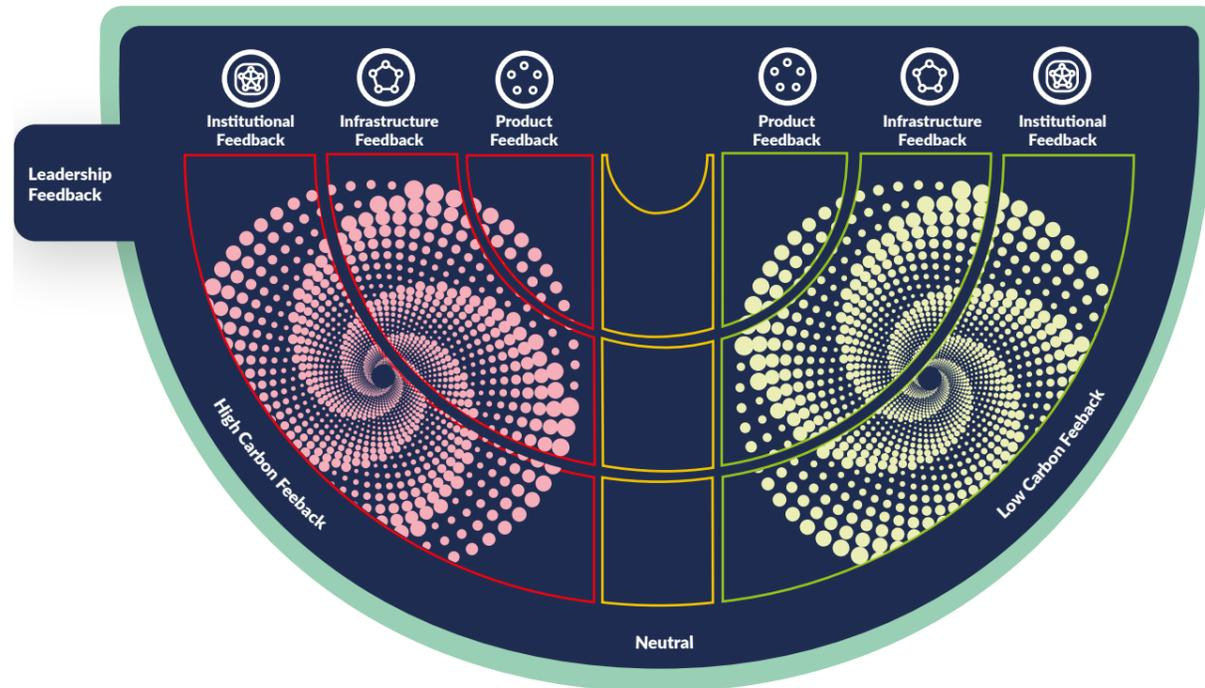 Institutional
Feedback
Infrastructure
Feedback
Product
Feedback
Product
Feedback
Infrastructure
Feedback
Institutional
Feedback
Leadership
Feedback
High Carbon Feeback
Low Carbon Feeback
Neutral